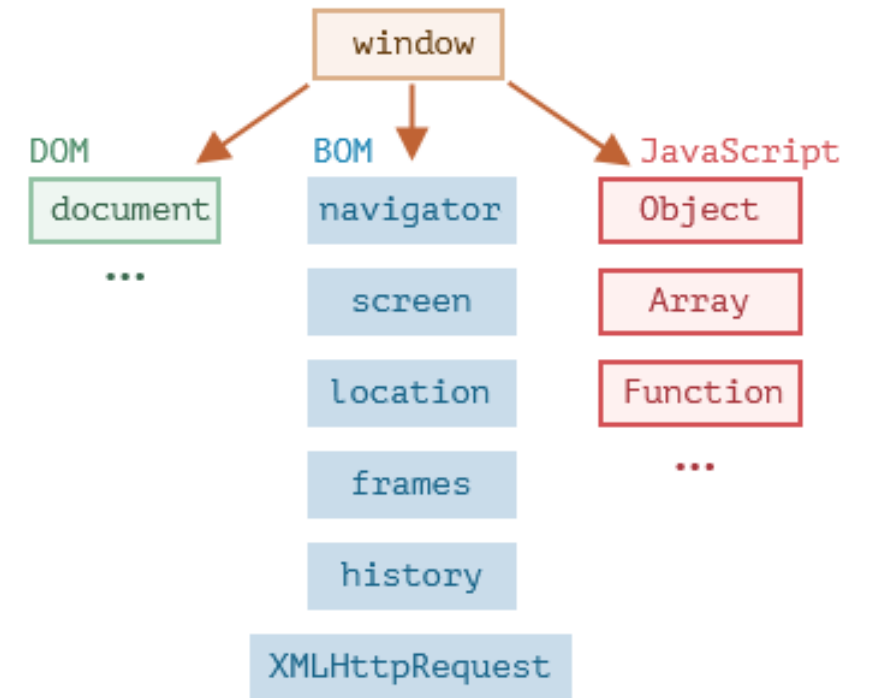 window
DOM
document
...
BOM
navigator
screen
location
frames
history
XMLHttpRequest
JavaScript
Object
Array
Function
...